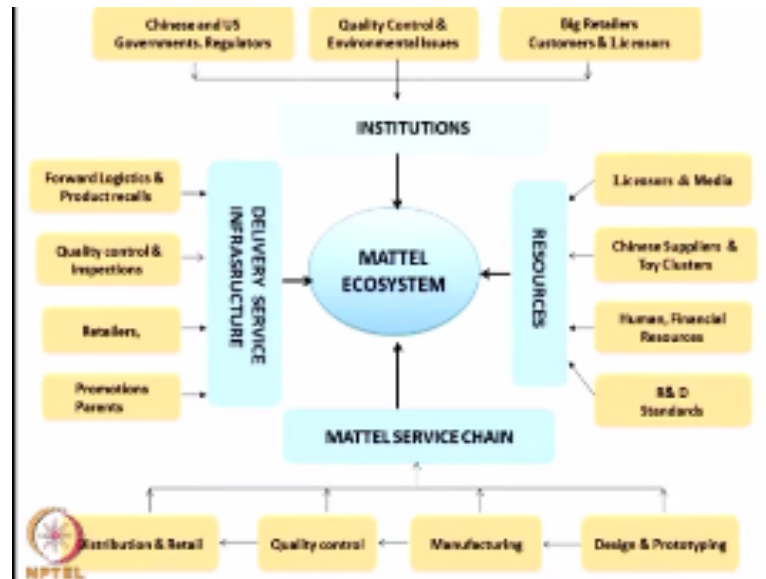 Chinese and US
Governments, Regulators
Quality Control &
Environmental Issues
Big Retailers
Customers & Licensors
INSTITUTIONS
Forward Logistics &
Product recalls
Quality control &
Inspections
Retailers,
Promotions
Parents
DELIVERY SERVICE
INFRASRUCTURE
MATTEL
ECOSYSTEM
RESOURCES
Licensors & Media
Chinese Suppliers &
Toy Clusters
Human, Financial
Resources
R& D
Standards
MATTEL SERVICE CHAIN
Distribution & Retail
Quality control
Manufacturing
Design & Prototyping
NPTEL